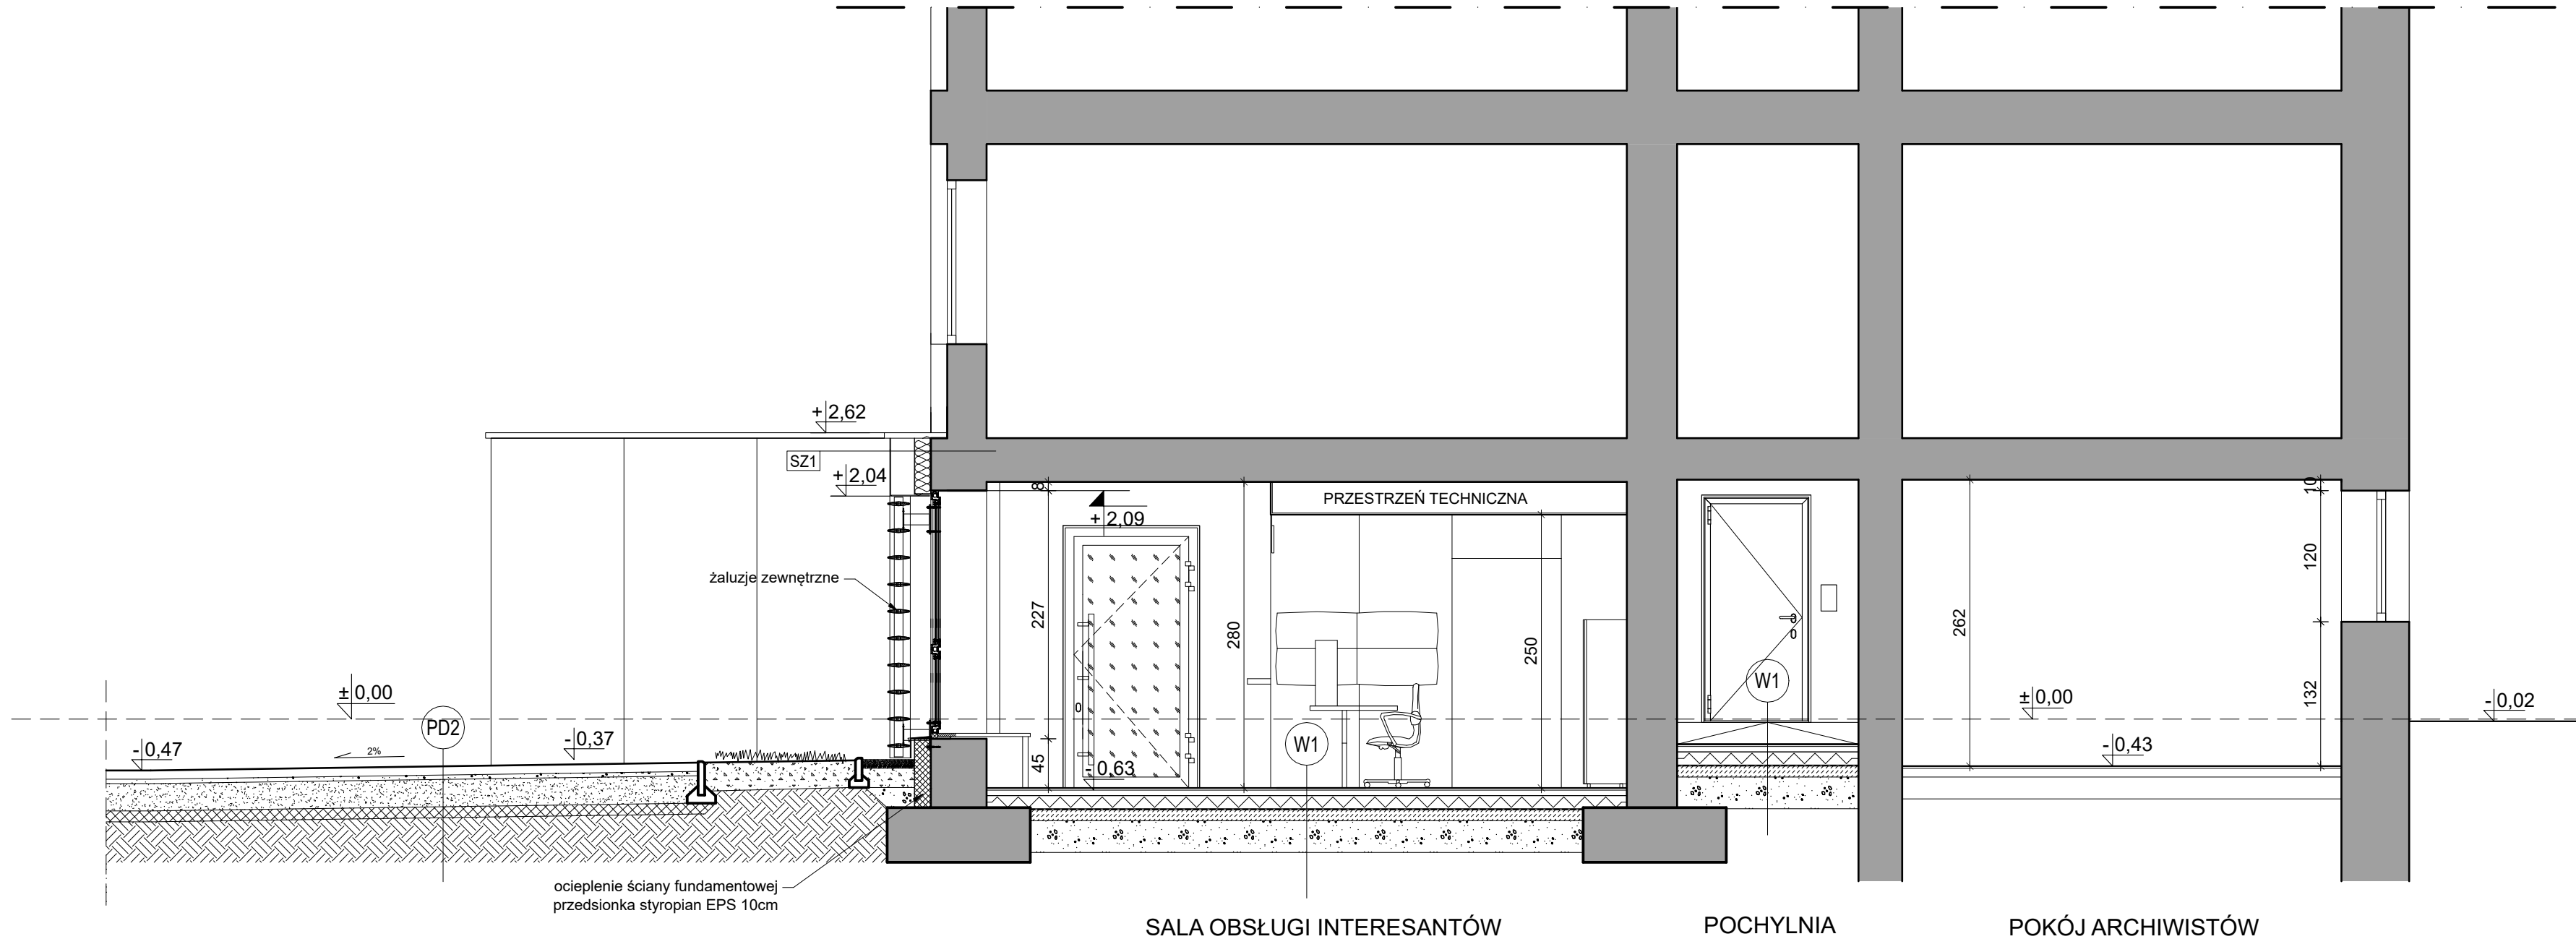 + 2,62
SZ1
+ 2,04
8
+ 2,09
PRZESTRZEŃ TECHNICZNA
10
żaluzje zewnętrzne
227
280
250
262
120
132
± 0,00
PD2
- 0,47
2%
- 0,37
45
- 0,63
W1
W1
± 0,00
- 0,43
- 0,02
ocieplenie ściany fundamentowej
przedsionka styropian EPS 10cm
SALA OBSŁUGI INTERESANTÓW
POCHYLNIA
POKÓJ ARCHIWISTÓW